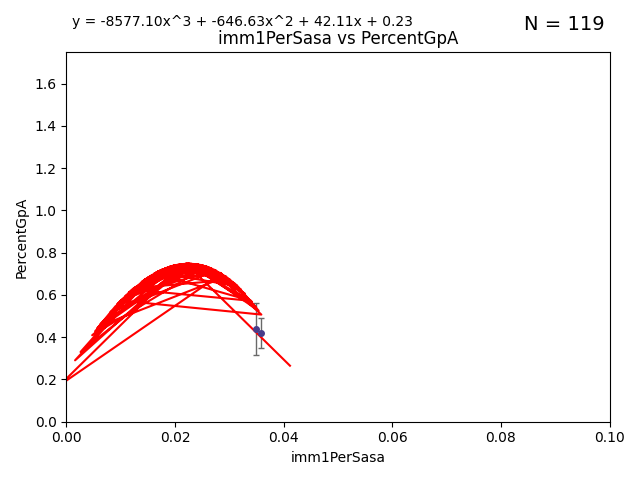 y = -8577.10x^3 + -646.63x^2 + 42.11x + 0.23
N = 119
imm1PerSasa vs PercentGpA
PercentGpA
1.6
1.4
1.2
1.0
0.8
0.6
0.4
0.2
0.0
0.00 0.02 0.04 0.06 0.08 0.10
imm1PerSasa